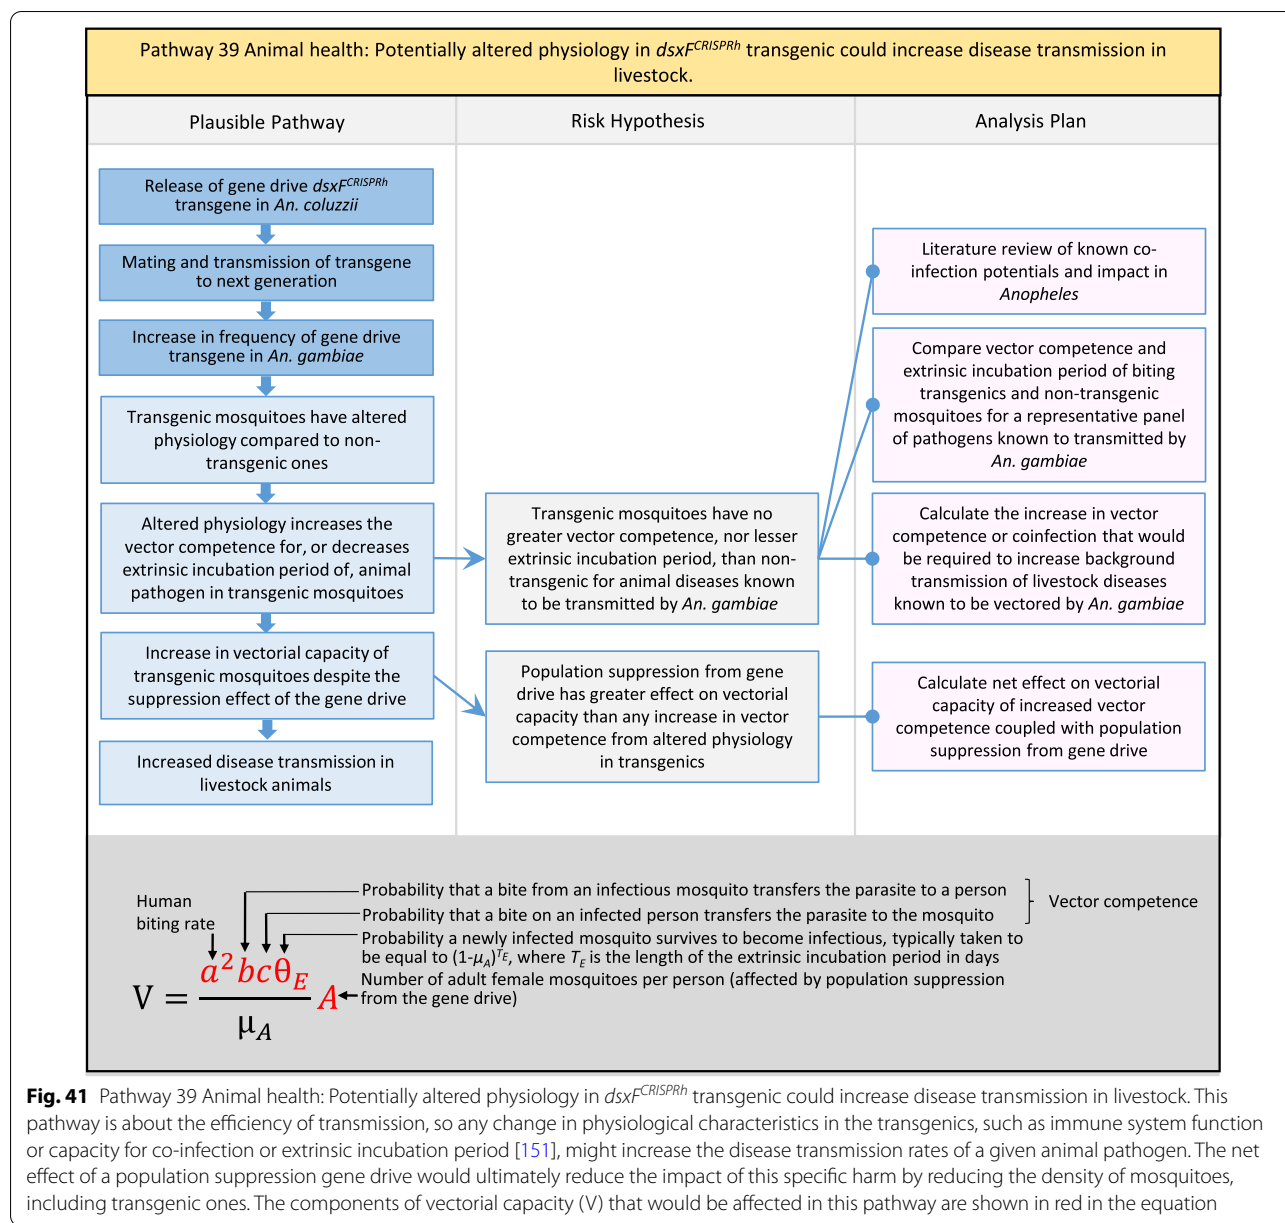 Pathway 39 Animal health: Potentially altered physiology in dsxF^CRISPRh transgenic could increase disease transmission in
livestock.
Plausible Pathway
Risk Hypothesis
Analysis Plan
Release of gene drive dsxF^CRISPRh
transgene in An. coluzzii
Mating and transmission of transgene
to next generation
Increase in frequency of gene drive
transgene in An. gambiae
Transgenic mosquitoes have altered
physiology compared to non-
transgenic ones
Altered physiology increases the
vector competence for, or decreases
extrinsic incubation period of, animal
pathogen in transgenic mosquitoes
Increase in vectorial capacity of
transgenic mosquitoes despite the
suppression effect of the gene drive
Increased disease transmission in
livestock animals
Transgenic mosquitoes have no
greater vector competence, nor lesser
extrinsic incubation period, than non-
transgenic for animal diseases known
to be transmitted by An. gambiae
Population suppression from gene
drive has greater effect on vectorial
capacity than any increase in vector
competence from altered physiology
in transgenics
Literature review of known co-
infection potentials and impact in
Anopheles
Compare vector competence and
extrinsic incubation period of biting
transgenics and non-transgenic
mosquitoes for a representative panel
of pathogens known to transmitted by
An. gambiae
Calculate the increase in vector
competence or coinfection that would
be required to increase background
transmission of livestock diseases
known to be vectored by An. gambiae
Calculate net effect on vectorial
capacity of increased vector
competence coupled with population
suppression from gene drive
Human
biting rate
Probability that a bite from an infectious mosquito transfers the parasite to a person
Probability that a bite on an infected person transfers the parasite to the mosquito
Vector competence
Probability a newly infected mosquito survives to become infectious, typically taken to
be equal to (1-μ_A)^T_E, where T_E is the length of the extrinsic incubation period in days
Number of adult female mosquitoes per person (affected by population suppression
from the gene drive)
V = a²bcθ_E / μ_A A
Fig. 41 Pathway 39 Animal health: Potentially altered physiology in dsxF^CRISPRh transgenic could increase disease transmission in livestock. This
pathway is about the efficiency of transmission, so any change in physiological characteristics in the transgenics, such as immune system function
or capacity for co-infection or extrinsic incubation period [151], might increase the disease transmission rates of a given animal pathogen. The net
effect of a population suppression gene drive would ultimately reduce the impact of this specific harm by reducing the density of mosquitoes,
including transgenic ones. The components of vectorial capacity (V) that would be affected in this pathway are shown in red in the equation